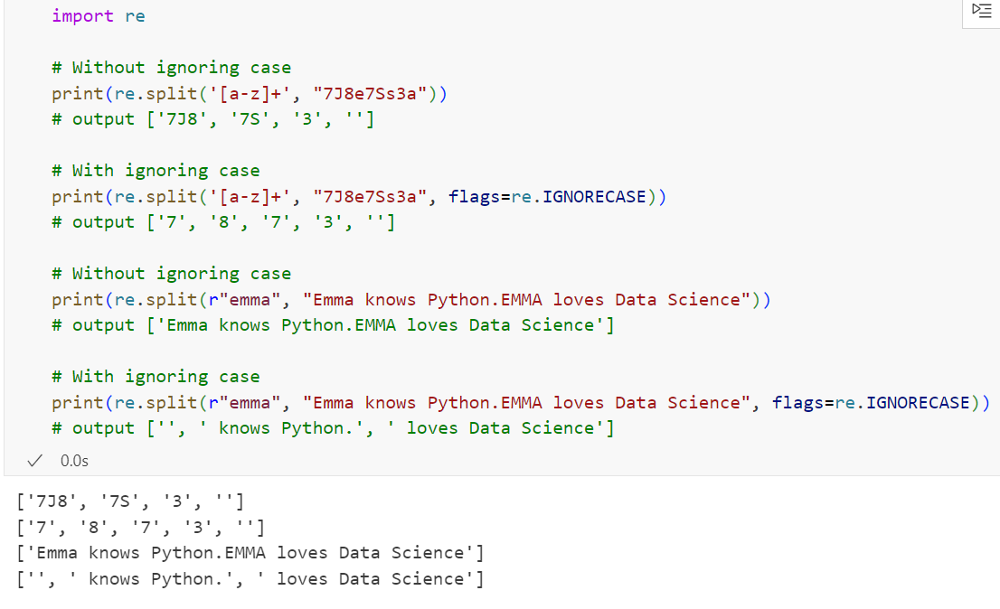 import re
# Without ignoring case
print(re.split('[a-z]+', "7J8e7Ss3a"))
# output ['7J8', '7S', '3', '']
# With ignoring case
print(re.split('[a-z]+', "7J8e7Ss3a", flags=re.IGNORECASE))
# output ['7', '8', '7', '3', '']
# Without ignoring case
print(re.split(r"emma", "Emma knows Python.EMMA loves Data Science"))
# output ['Emma knows Python.EMMA loves Data Science']
# With ignoring case
print(re.split(r"emma", "Emma knows Python.EMMA loves Data Science", flags=re.IGNORECASE))
# output ['', ' knows Python.', ' loves Data Science']
0.0s
['7J8', '7S', '3', '']
['7', '8', '7', '3', '']
['Emma knows Python.EMMA loves Data Science']
['', ' knows Python.', ' loves Data Science']